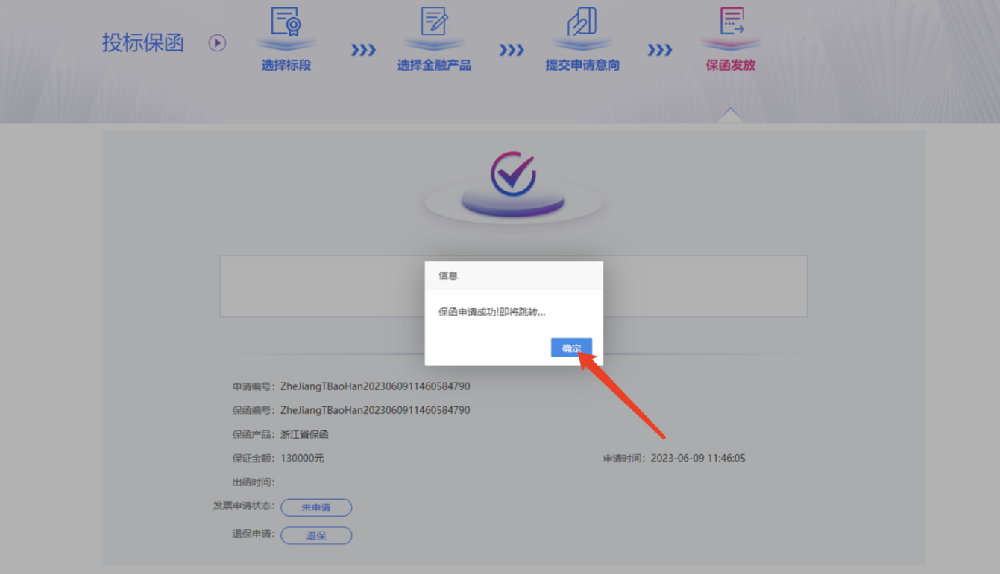 投标保函
选择标段
选择金融产品
提交申请意向
保函发放
信息
保函申请成功!即将跳转...
确定
申请编号：ZheJiangTBaoHan2023060911460584790
保函编号：ZheJiangTBaoHan2023060911460584790
保函产品：浙江省保函
保证金额：130000元
申请时间：2023-06-09 11:46:05
出函时间：
发票申请状态：未申请
退保申请：退保